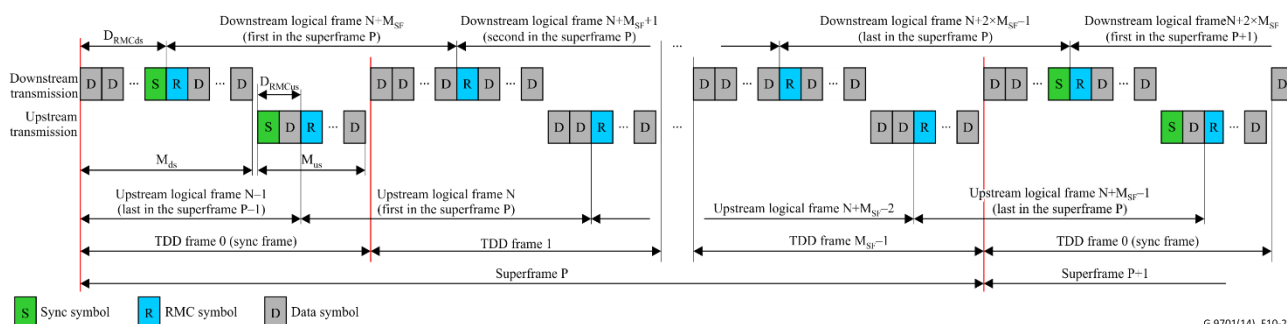 Downstream logical frame N+M_SF
(first in the superframe P)
Downstream logical frame N+M_SF+1
(second in the superframe P)
...
Downstream logical frame N+2×M_SF–1
(last in the superframe P)
Downstream logical frameN+2×M_SF
(first in the superframe P+1)
D_RMCds
Downstream
transmission
D D ... S R D ... D
D D ... D R D ... D
D D ... D R D ... D
D D ... S R D ... D
D
D_RMCus
Upstream
transmission
S D R ... D
D D R ... D
...
D D R ... D
S D R ... D
M_ds
M_us
Upstream logical frame N–1
(last in the superframe P–1)
Upstream logical frame N
(first in the superframe P)
Upstream logical frame N+M_SF–2
Upstream logical frame N+M_SF–1
(last in the superframe P)
TDD frame 0 (sync frame)
TDD frame 1
TDD frame M_SF–1
TDD frame 0 (sync frame)
Superframe P
Superframe P+1
S Sync symbol
R RMC symbol
D Data symbol